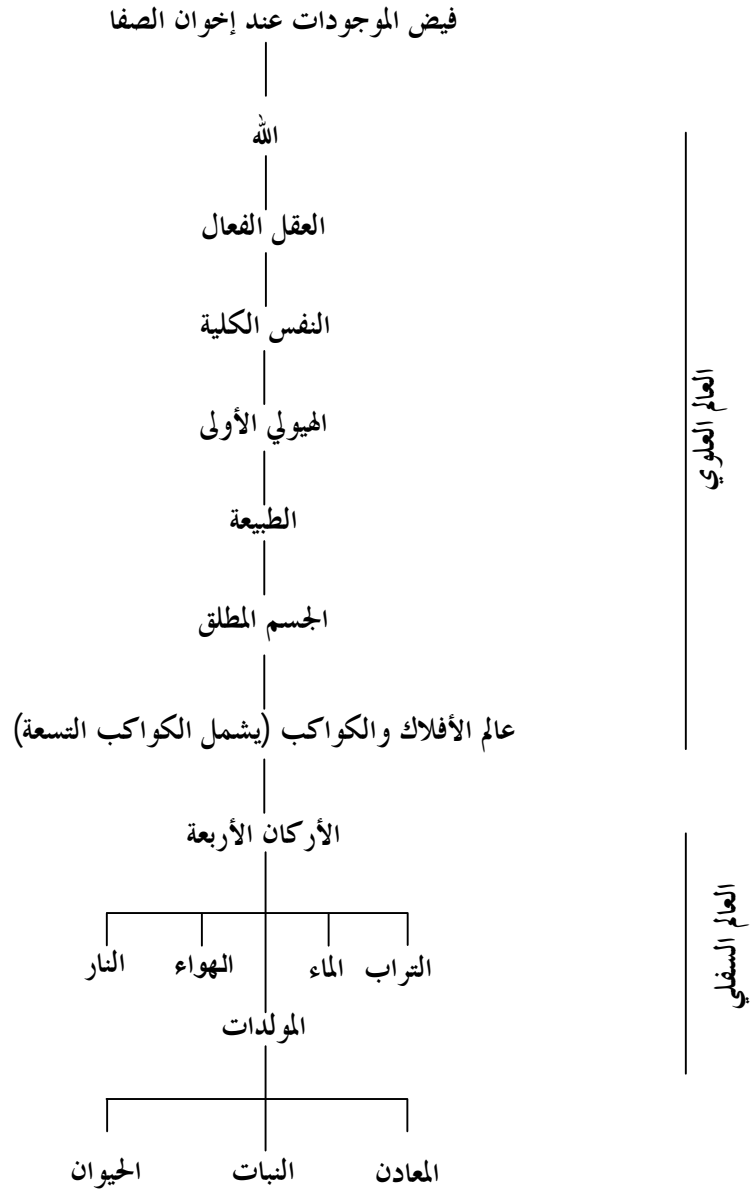 فيض الموجودات عند إخوان الصفا
الله
العقل الفعال
النفس الكلية
الهيولي الأولى
الطبيعة
الجسم المطلق
عالم الأفلاك والكواكب (يشمل الكواكب التسعة)
العالم العلوي
الأركان الأربعة
التراب الماء الهواء النار
المولدات
المعادن النبات الحيوان
العالم السفلي